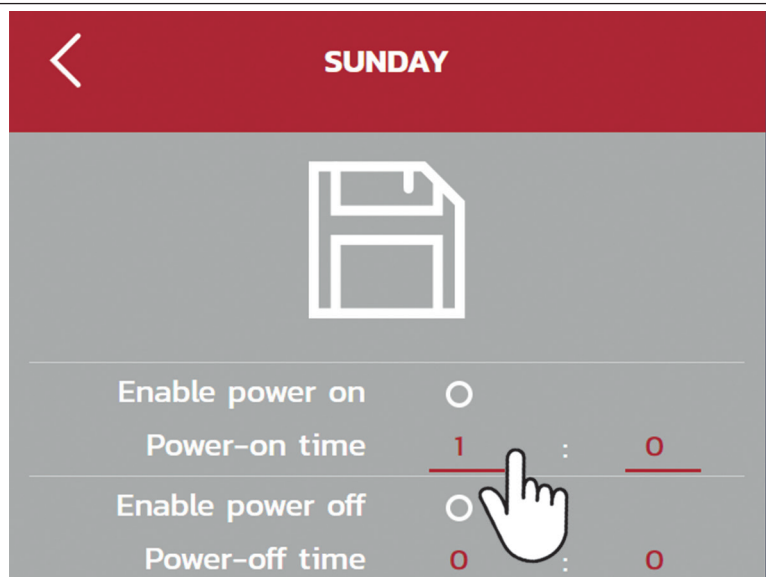 SUNDAY
Enable power on
Power-on time 1 : 0
Enable power off
Power-off time 0 : 0